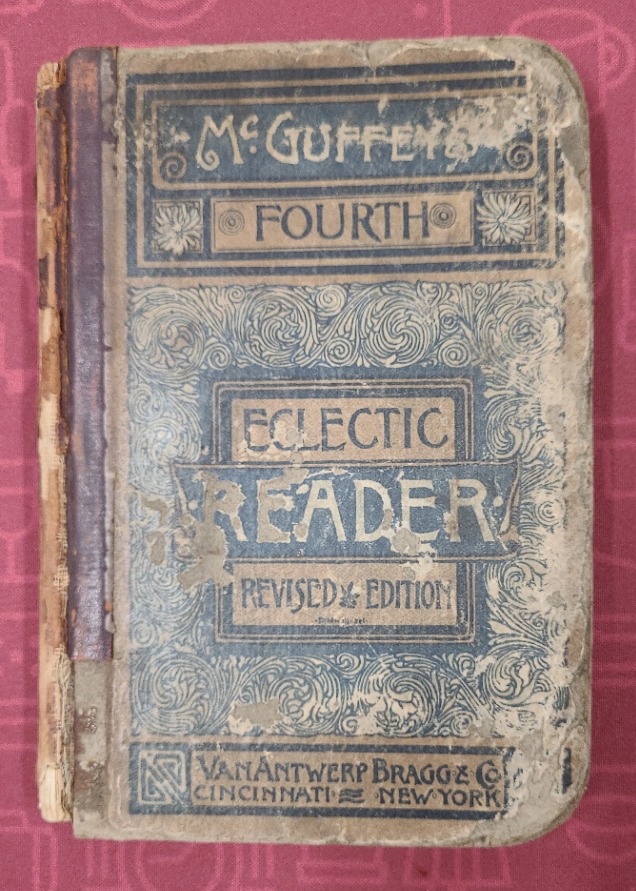 McGUFFEY'S
FOURTH
ECLECTIC
READER
REVISED EDITION
VAN ANTWERP BRAGG & Co
CINCINNATI NEW YORK